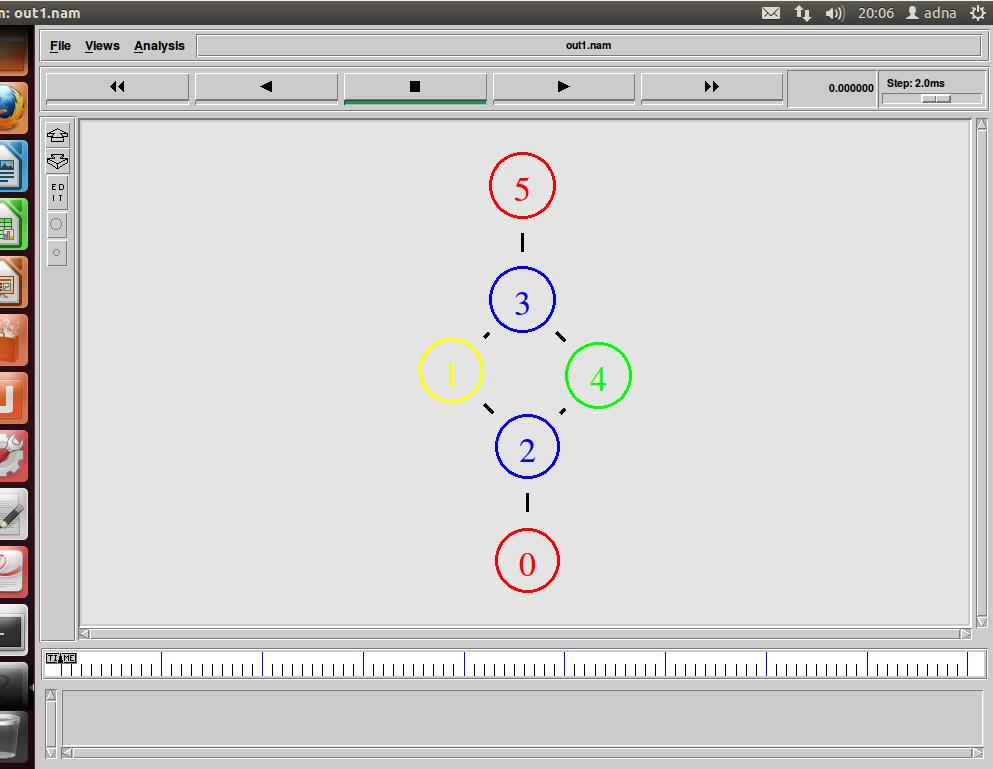 n: out1.nam
20:06 adna
File Views Analysis out1.nam
0.000000 Step: 2.0ms
ED
IT
5
3
1
4
2
0
TIME